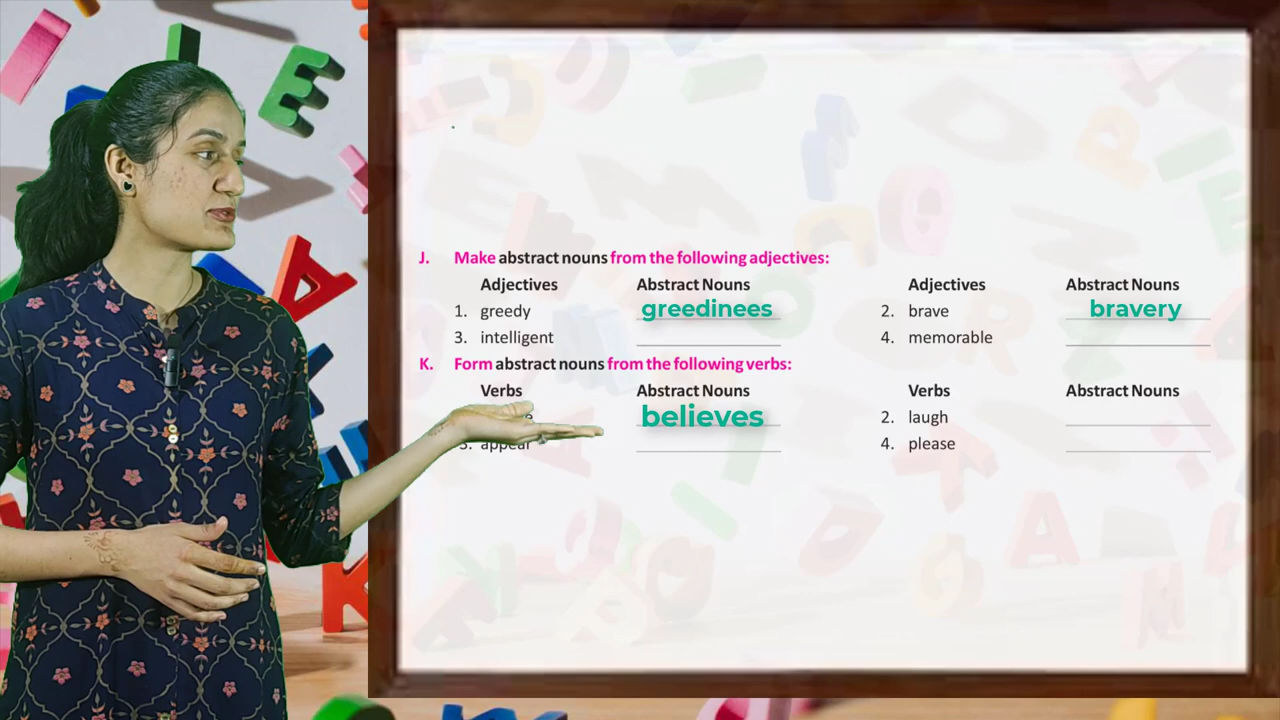 J. Make abstract nouns from the following adjectives:
Adjectives Abstract Nouns Adjectives Abstract Nouns
1. greedy greedinees 2. brave bravery
3. intelligent 4. memorable
K. Form abstract nouns from the following verbs:
Verbs Abstract Nouns Verbs Abstract Nouns
believes 2. laugh
3. appear 4. please